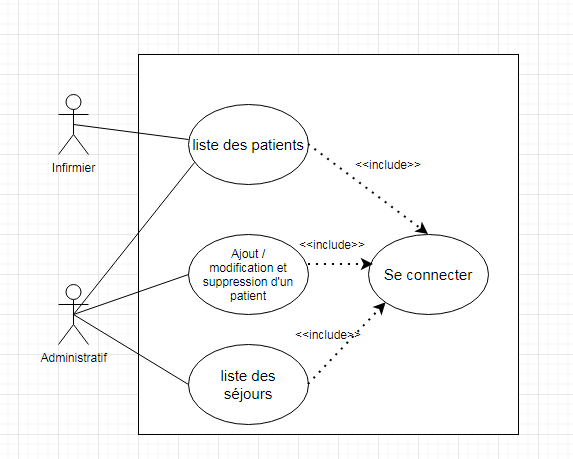 liste des patients
<<include>>
Infirmier
<<include>>
Ajout /
modification et
suppression d'un
patient
Se connecter
<<include>>
Administratif
liste des
séjours